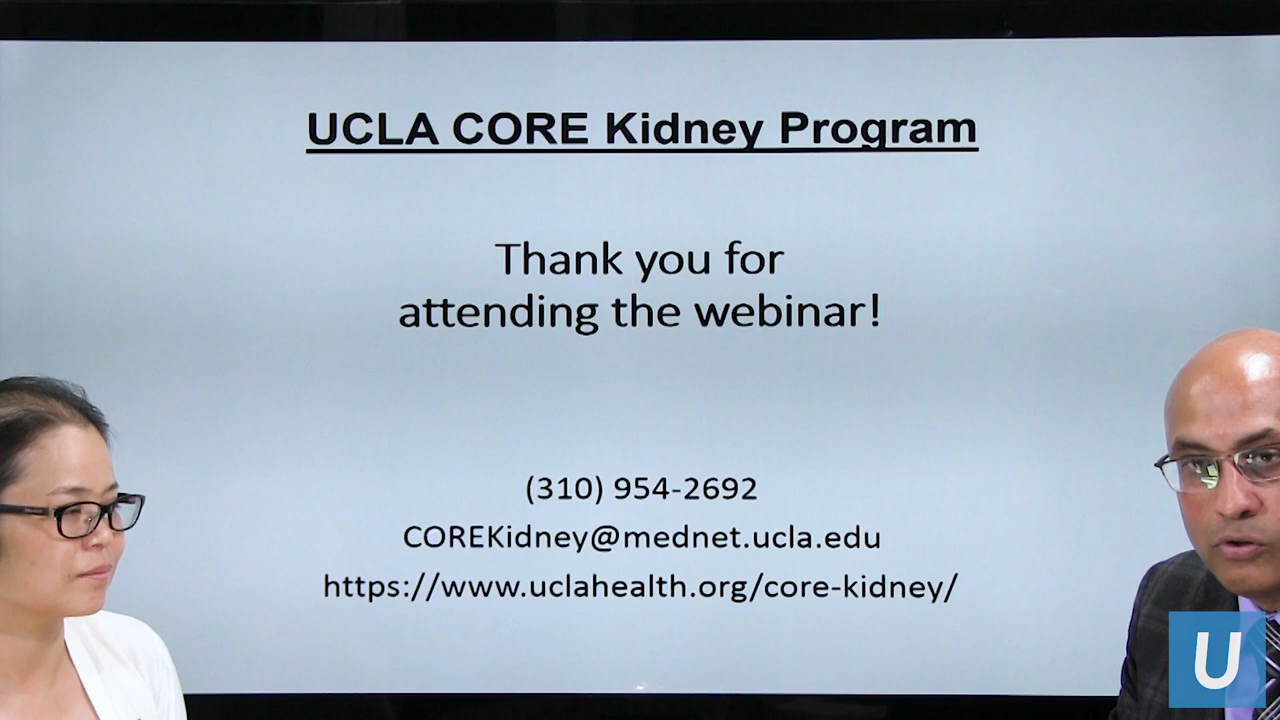 UCLA CORE Kidney Program
Thank you for
attending the webinar!
(310) 954-2692
COREKidney@mednet.ucla.edu
https://www.uclahealth.org/core-kidney/
U